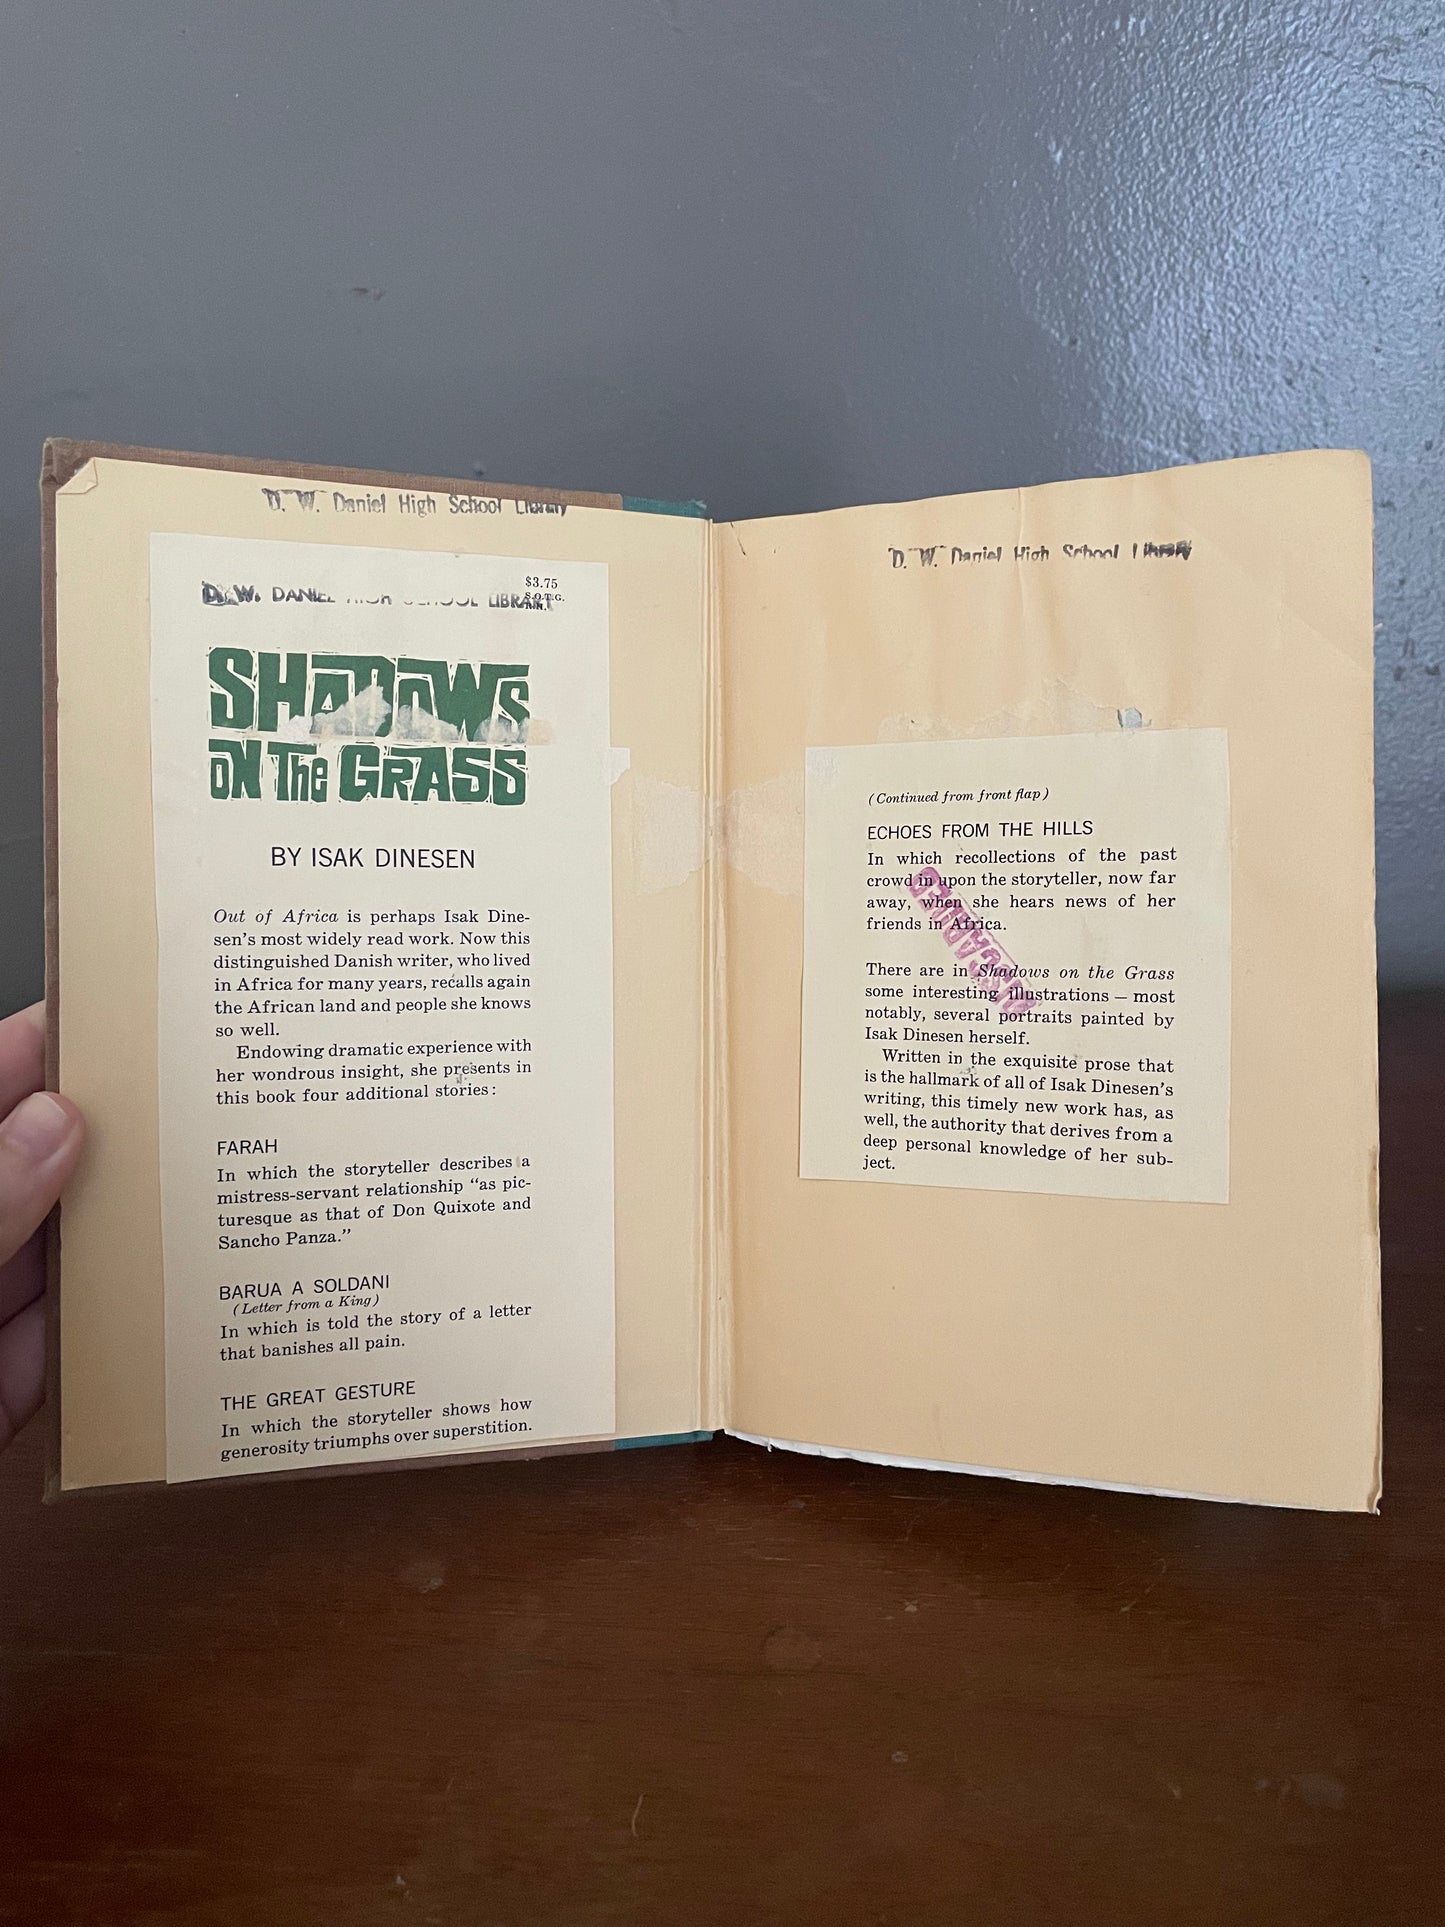 D. W. Daniel High School Library
$3.75
S.O.T.G.
D. W. DANIEL HIGH SCHOOL LIBRARY
SHADOWS
ON THE GRASS
BY ISAK DINESEN
Out of Africa is perhaps Isak Dine-
sen's most widely read work. Now this
distinguished Danish writer, who lived
in Africa for many years, recalls again
the African land and people she knows
so well.
Endowing dramatic experience with
her wondrous insight, she presents in
this book four additional stories:
FARAH
In which the storyteller describes a
mistress-servant relationship "as pic-
turesque as that of Don Quixote and
Sancho Panza."
BARUA A SOLDANI
(Letter from a King)
In which is told the story of a letter
that banishes all pain.
THE GREAT GESTURE
In which the storyteller shows how
generosity triumphs over superstition.
D. W. Daniel High School Library
(Continued from front flap)
ECHOES FROM THE HILLS
In which recollections of the past
crowd in upon the storyteller, now far
away, when she hears news of her
friends in Africa.
DISCARDED
There are in Shadows on the Grass
some interesting illustrations — most
notably, several portraits painted by
Isak Dinesen herself.
Written in the exquisite prose that
is the hallmark of all of Isak Dinesen's
writing, this timely new work has, as
well, the authority that derives from a
deep personal knowledge of her sub-
ject.